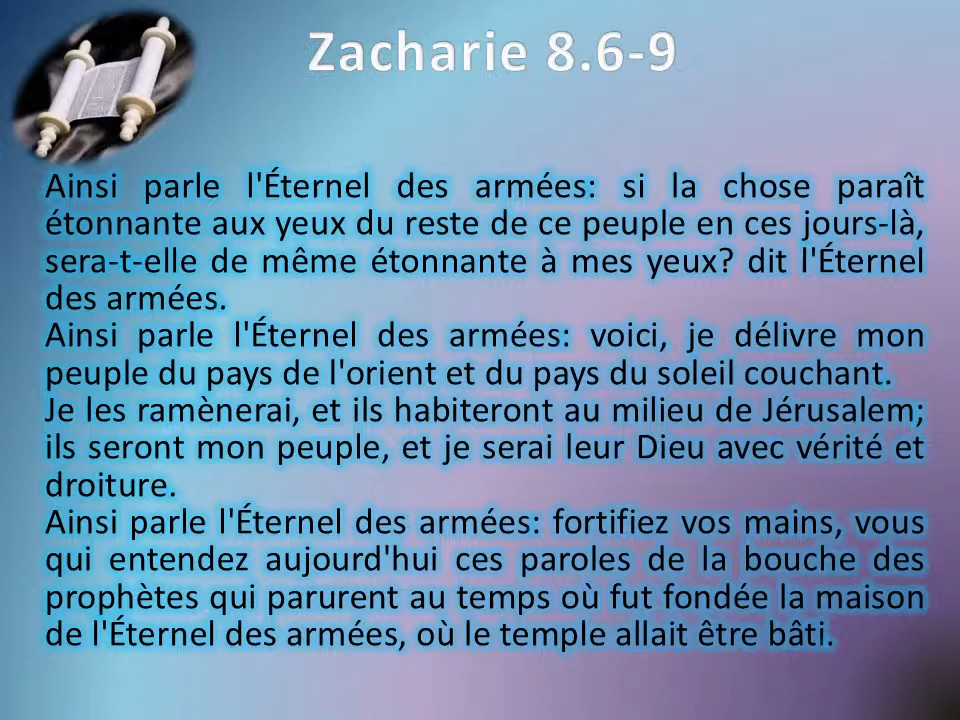 Zacharie 8.6-9
Ainsi parle l'Éternel des armées: si la chose paraît
étonnante aux yeux du reste de ce peuple en ces jours-là,
sera-t-elle de même étonnante à mes yeux? dit l'Éternel
des armées.
Ainsi parle l'Éternel des armées: voici, je délivre mon
peuple du pays de l'orient et du pays du soleil couchant.
Je les ramènerai, et ils habiteront au milieu de Jérusalem;
ils seront mon peuple, et je serai leur Dieu avec vérité et
droiture.
Ainsi parle l'Éternel des armées: fortifiez vos mains, vous
qui entendez aujourd'hui ces paroles de la bouche des
prophètes qui parurent au temps où fut fondée la maison
de l'Éternel des armées, où le temple allait être bâti.